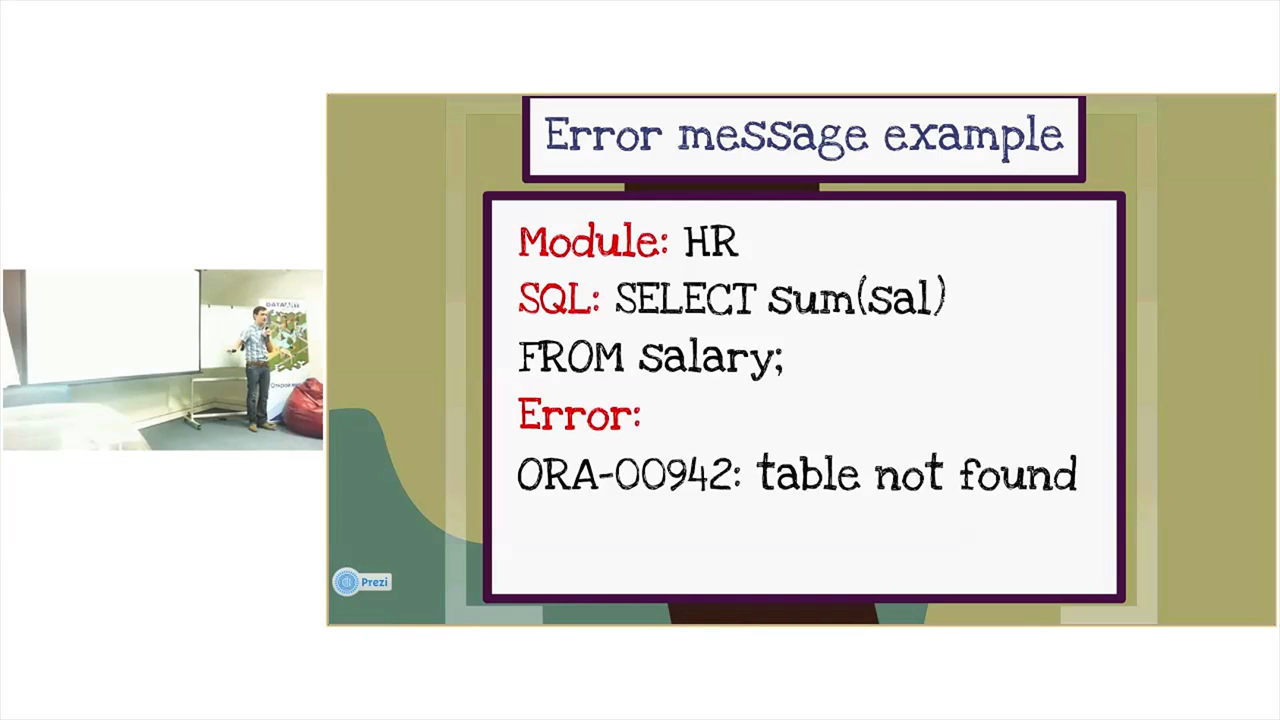 Error message example
Module: HR
SQL: SELECT sum(sal)
FROM salary;
Error:
ORA-00942: table not found
Prezi